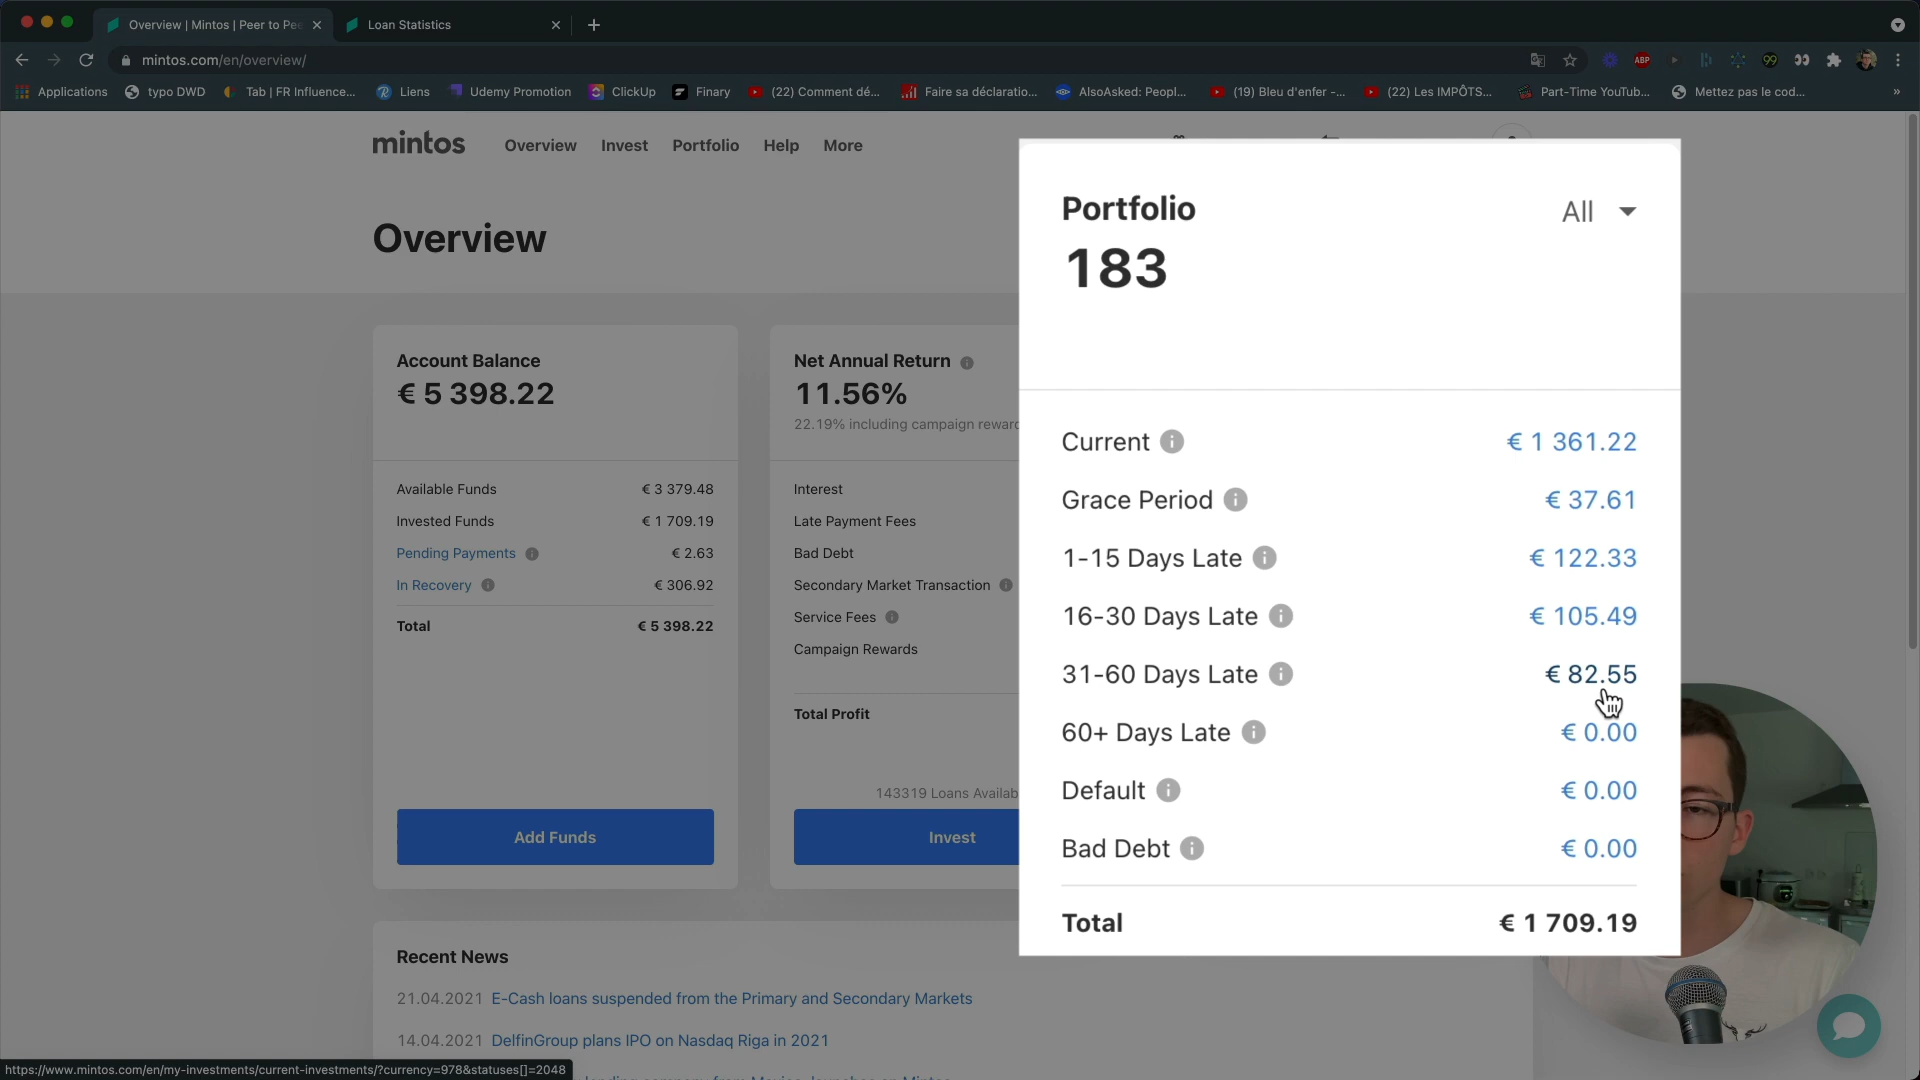 Overview | Mintos | Peer to Pee
Loan Statistics
mintos.com/en/overview/
ABP
99
Applications
typo DWD
Tab | FR Influence...
Liens
Udemy Promotion
ClickUp
Finary
(22) Comment dé...
Faire sa déclaratio...
AlsoAsked: Peopl...
(19) Bleu d'enfer -...
(22) Les IMPÔTS...
Part-Time YouTub...
Mettez pas le cod...
»
mintos
Overview
Invest
Portfolio
Help
More
Overview
Account Balance
€ 5 398.22
Available Funds € 3 379.48
Invested Funds € 1 709.19
Pending Payments € 2.63
In Recovery € 306.92
Total € 5 398.22
Add Funds
Net Annual Return
11.56%
22.19% including campaign reward
Interest
Late Payment Fees
Bad Debt
Secondary Market Transaction
Service Fees
Campaign Rewards
Total Profit
143319 Loans Availab
Invest
Portfolio
All
183
Current € 1 361.22
Grace Period € 37.61
1-15 Days Late € 122.33
16-30 Days Late € 105.49
31-60 Days Late € 82.55
60+ Days Late € 0.00
Default € 0.00
Bad Debt € 0.00
Total € 1 709.19
Recent News
21.04.2021 E-Cash loans suspended from the Primary and Secondary Markets
14.04.2021 DelfinGroup plans IPO on Nasdaq Riga in 2021
https://www.mintos.com/en/my-investments/current-investments/?currency=978&statuses[]=2048